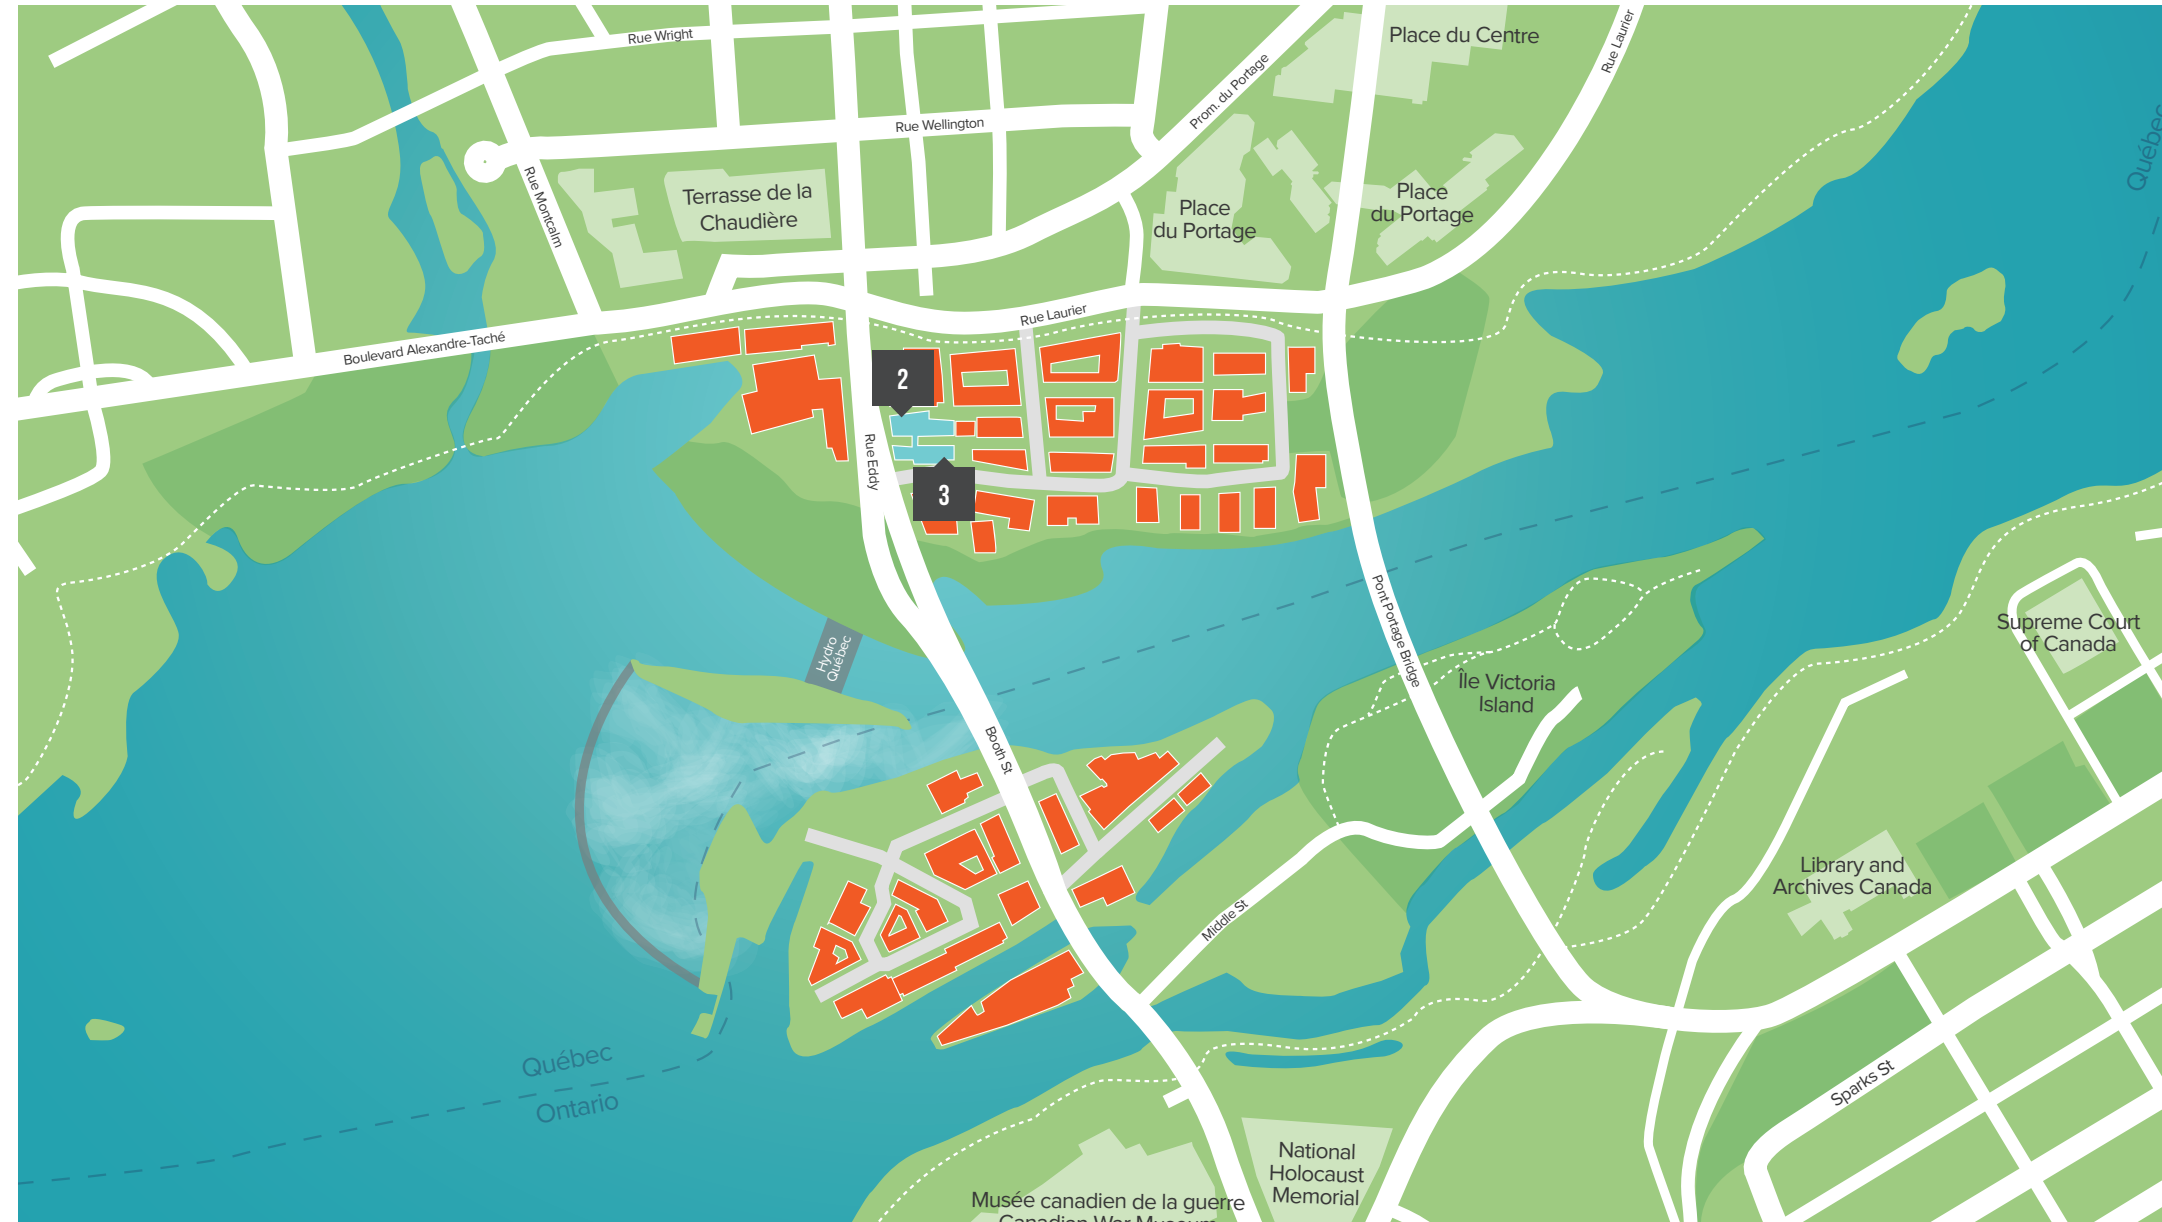 Rue Wright
Place du Centre
Rue Laurier
Prom. du Portage
Rue Wellington
Québec
Rue Montcalm
Terrasse de la
Chaudière
Place
du Portage
Place
du Portage
Rue Laurier
Boulevard Alexandre-Taché
2
Rue Eddy
3
Pont Portage Bridge
Hydro
Québec
Supreme Court
of Canada
Île Victoria
Island
Booth St
Library and
Archives Canada
Middle St
Québec
Ontario
Sparks St
National
Holocaust
Memorial
Musée canadien de la guerre
Canadian War Museum